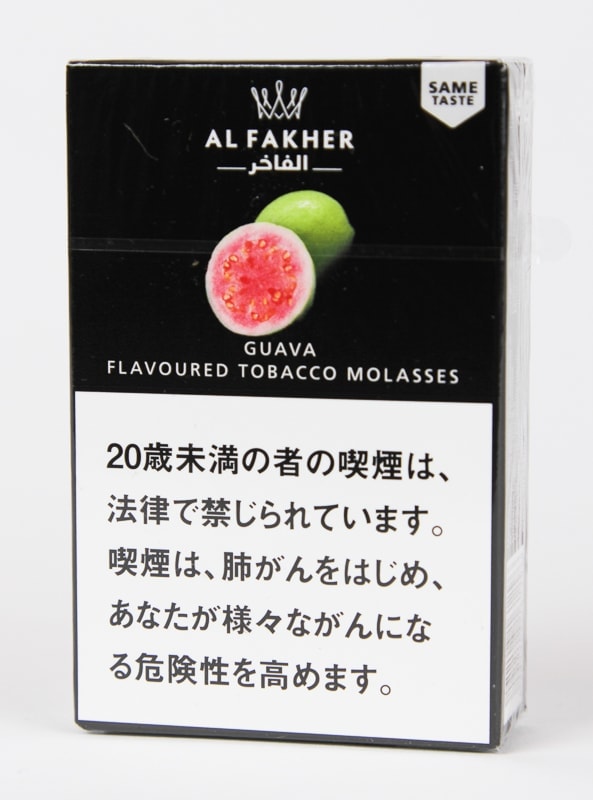 SAME
TASTE
AL FAKHER
الفاخر
GUAVA
FLAVOURED TOBACCO MOLASSES
20歳未満の者の喫煙は、
法律で禁じられています。
喫煙は、肺がんをはじめ、
あなたが様々ながんにな
る危険性を高めます。